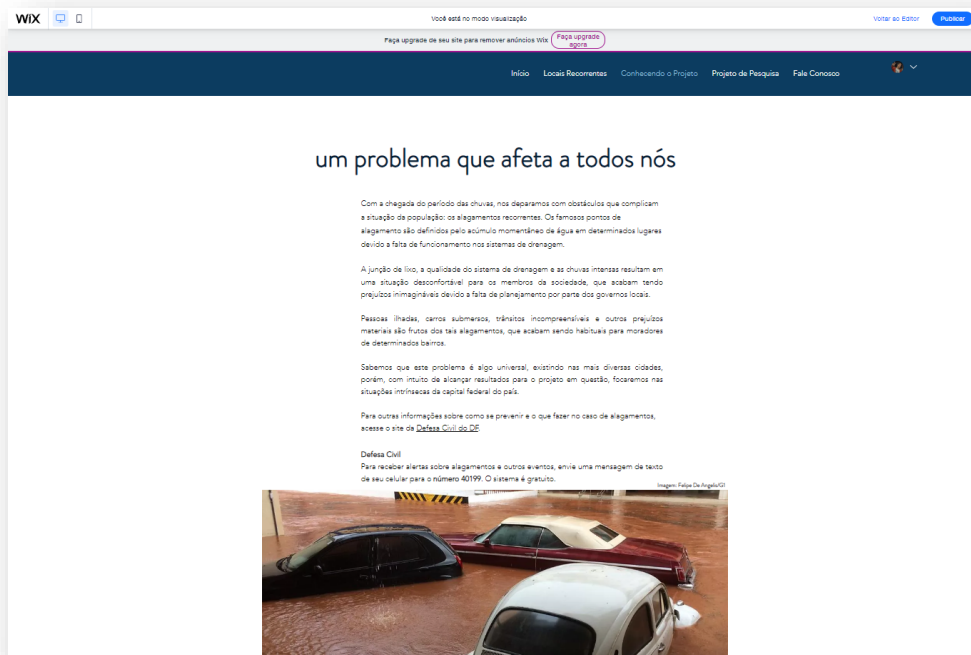 WiX
Você está no modo visualização
Voltar ao Editor
Publicar
Faça upgrade de seu site para remover anúncios Wix
Faça upgrade
agora
Início
Locais Recorrentes
Conhecendo o Projeto
Projeto de Pesquisa
Fale Conosco
um problema que afeta a todos nós
Com a chegada do período das chuvas, nos deparamos com obstáculos que complicam
a situação da população: os alagamentos recorrentes. Os famosos pontos de
alagamento são definidos pelo acúmulo momentâneo de água em determinados lugares
devido a falta de funcionamento nos sistemas de drenagem.
A junção de lixo, a qualidade do sistema de drenagem e as chuvas intensas resultam em
uma situação desconfortável para os membros da sociedade, que acabam tendo
prejuízos inimagináveis devido a falta de planejamento por parte dos governos locais.
Pessoas ilhadas, carros submersos, trânsitos incompreensíveis e outros prejuízos
materiais são frutos dos tais alagamentos, que acabam sendo habituais para moradores
de determinados bairros.
Sabemos que este problema é algo universal, existindo nas mais diversas cidades,
porém, com intuito de alcançar resultados para o projeto em questão, focaremos nas
situações intrínsecas da capital federal do país.
Para outras informações sobre como se prevenir e o que fazer no caso de alagamentos,
acesse o site da Defesa Civil do DF.
Defesa Civil
Para receber alertas sobre alagamentos e outros eventos, envie uma mensagem de texto
de seu celular para o número 40199. O sistema é gratuito.
Imagem: Felipe De Angelis/G1